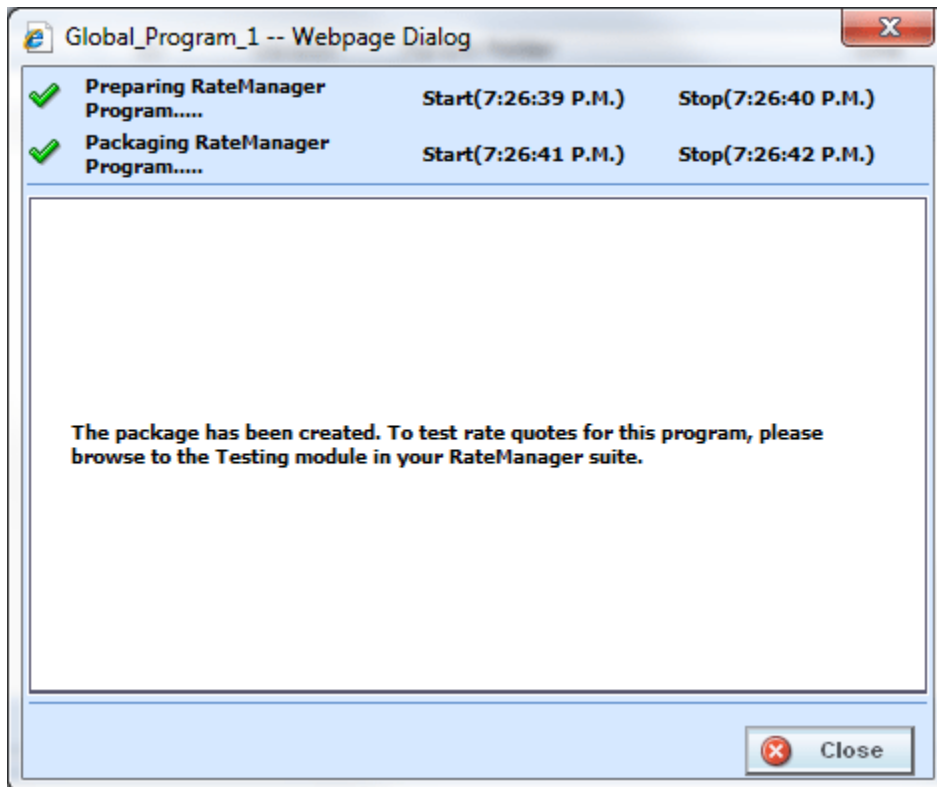 Global_Program_1 -- Webpage Dialog
X
Preparing RateManager
Program.....
Start(7:26:39 P.M.)
Stop(7:26:40 P.M.)
Packaging RateManager
Program.....
Start(7:26:41 P.M.)
Stop(7:26:42 P.M.)
The package has been created. To test rate quotes for this program, please
browse to the Testing module in your RateManager suite.
Close